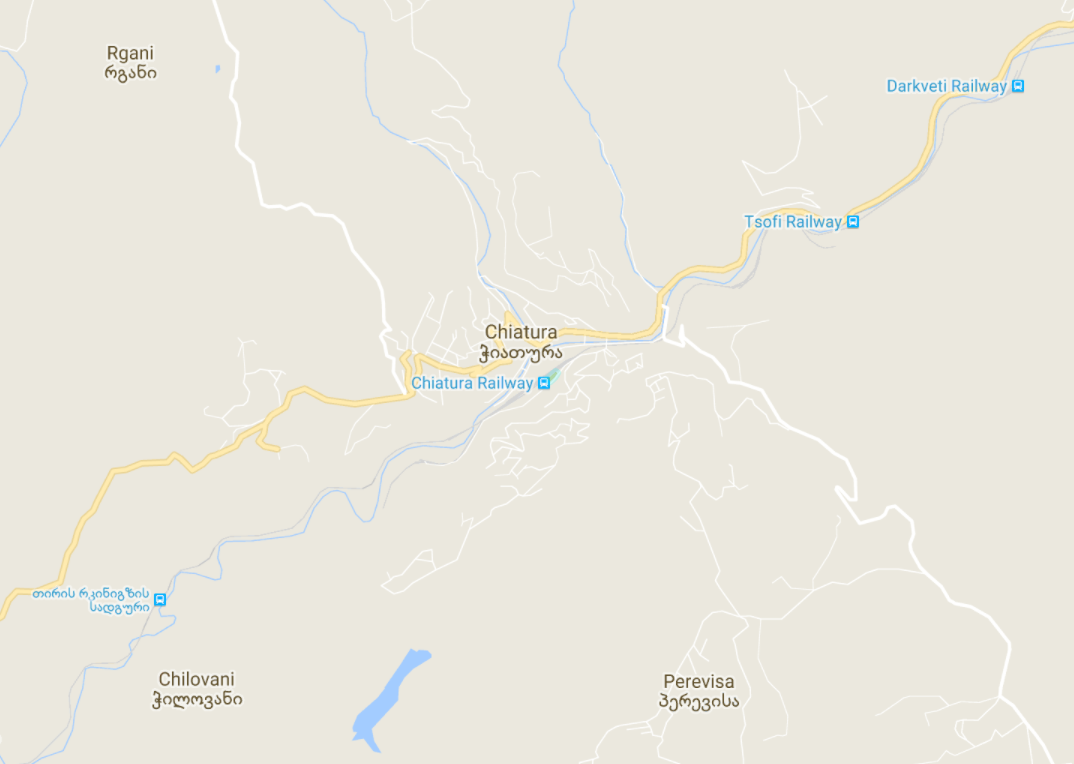 Rgani
რგანი
Darkveti Railway
Tsofi Railway
Chiatura
ჭიათურა
Chiatura Railway
თირის რკინიგზის
სადგური
Chilovani
ჭილოვანი
Perevisa
პერევისა